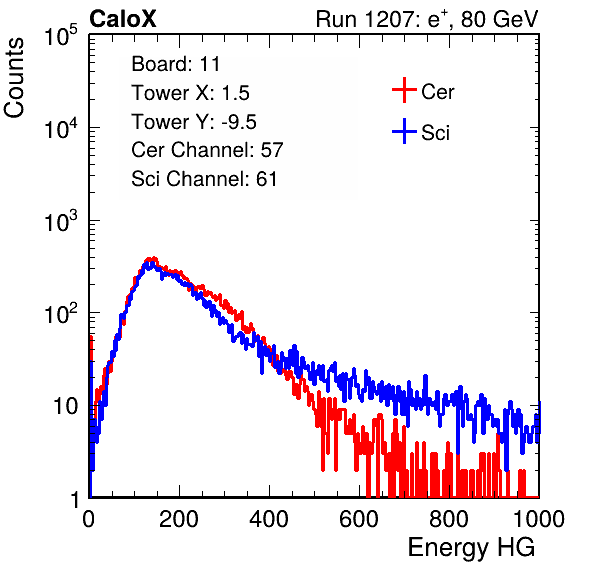 CaloX Run 1207: e⁺, 80 GeV
10⁵
Counts
Board: 11
Tower X: 1.5
Tower Y: -9.5
Cer Channel: 57
Sci Channel: 61
Cer
Sci
10⁴
10³
10²
10
1
0 200 400 600 800 1000
Energy HG